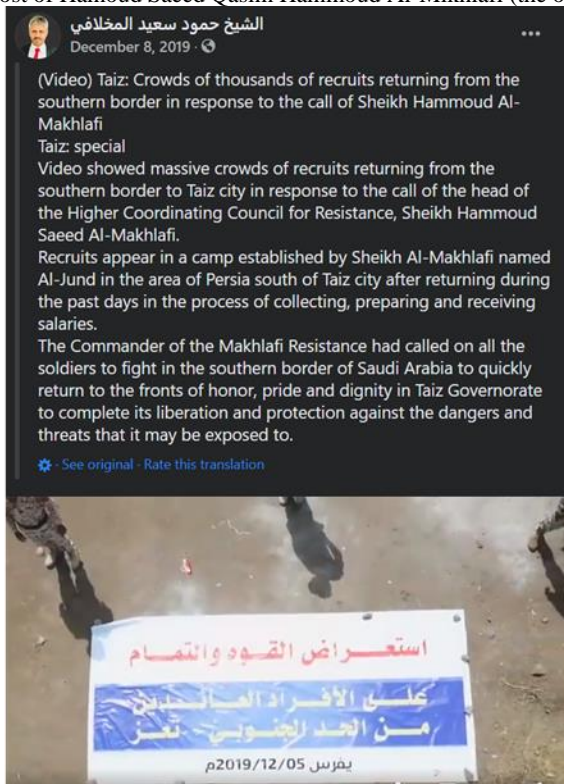 ost of Hamoud Saeed Qasim Hammoud Al-Mikhlafi (the o
الشيخ حمود سعيد المخلافي
December 8, 2019 ·
(Video) Taiz: Crowds of thousands of recruits returning from the
southern border in response to the call of Sheikh Hammoud Al-
Makhlafi
Taiz: special
Video showed massive crowds of recruits returning from the
southern border to Taiz city in response to the call of the head of
the Higher Coordinating Council for Resistance, Sheikh Hammoud
Saeed Al-Makhlafi.
Recruits appear in a camp established by Sheikh Al-Makhlafi named
Al-Jund in the area of Persia south of Taiz city after returning during
the past days in the process of collecting, preparing and receiving
salaries.
The Commander of the Makhlafi Resistance had called on all the
soldiers to fight in the southern border of Saudi Arabia to quickly
return to the fronts of honor, pride and dignity in Taiz Governorate
to complete its liberation and protection against the dangers and
threats that it may be exposed to.
· See original · Rate this translation
استعراض القوه والتمام
على الأفراد العائدين
من الحد الجنوبي - تعز
يفرس 2019/12/05م